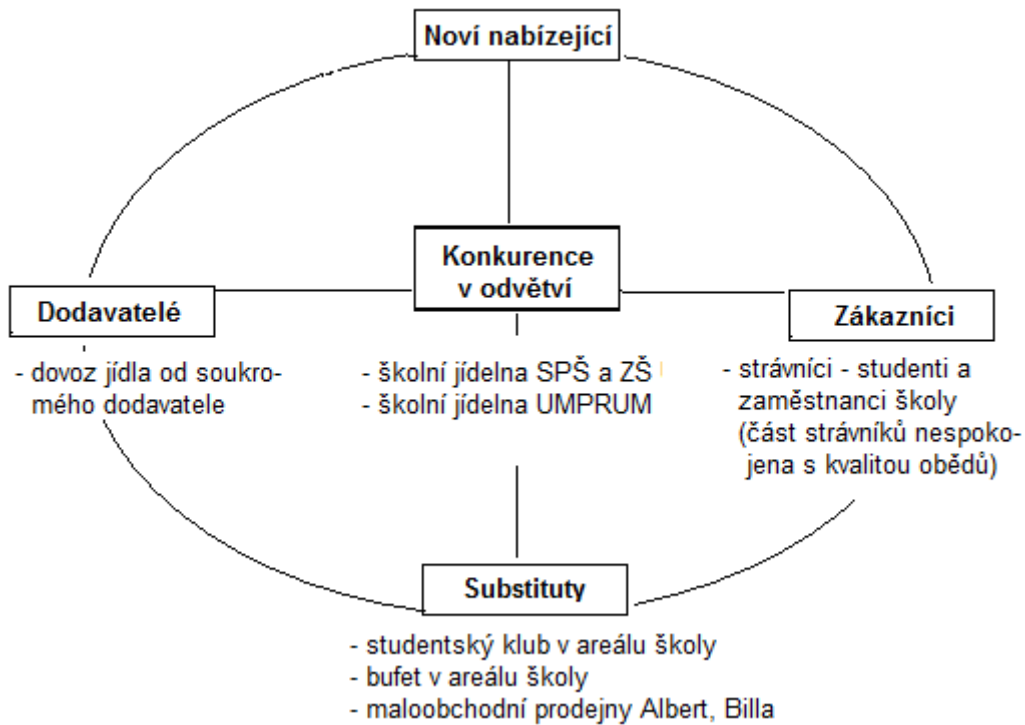 Noví nabízející
Konkurence
v odvětví
Dodavatelé
Zákazníci
- dovoz jídla od soukro-
mého dodavatele
- školní jídelna SPŠ a ZŠ
- školní jídelna UMPRUM
- strávníci - studenti a
zaměstnanci školy
(část strávníků nespoko-
jena s kvalitou obědů)
Substituty
- studentský klub v areálu školy
- bufet v areálu školy
- maloobchodní prodejny Albert, Billa